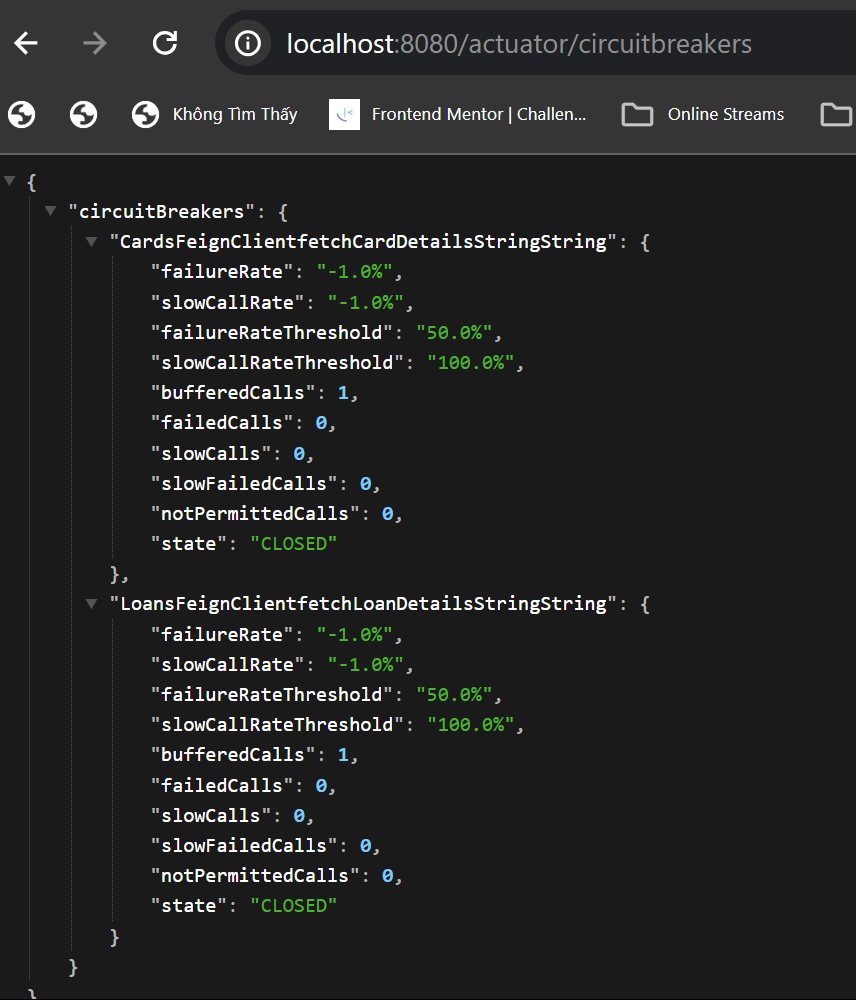 localhost:8080/actuator/circuitbreakers
Không Tìm Thấy Frontend Mentor | Challen... Online Streams
{
"circuitBreakers": {
"CardsFeignClientfetchCardDetailsStringString": {
"failureRate": "-1.0%",
"slowCallRate": "-1.0%",
"failureRateThreshold": "50.0%",
"slowCallRateThreshold": "100.0%",
"bufferedCalls": 1,
"failedCalls": 0,
"slowCalls": 0,
"slowFailedCalls": 0,
"notPermittedCalls": 0,
"state": "CLOSED"
},
"LoansFeignClientfetchLoanDetailsStringString": {
"failureRate": "-1.0%",
"slowCallRate": "-1.0%",
"failureRateThreshold": "50.0%",
"slowCallRateThreshold": "100.0%",
"bufferedCalls": 1,
"failedCalls": 0,
"slowCalls": 0,
"slowFailedCalls": 0,
"notPermittedCalls": 0,
"state": "CLOSED"
}
}
}